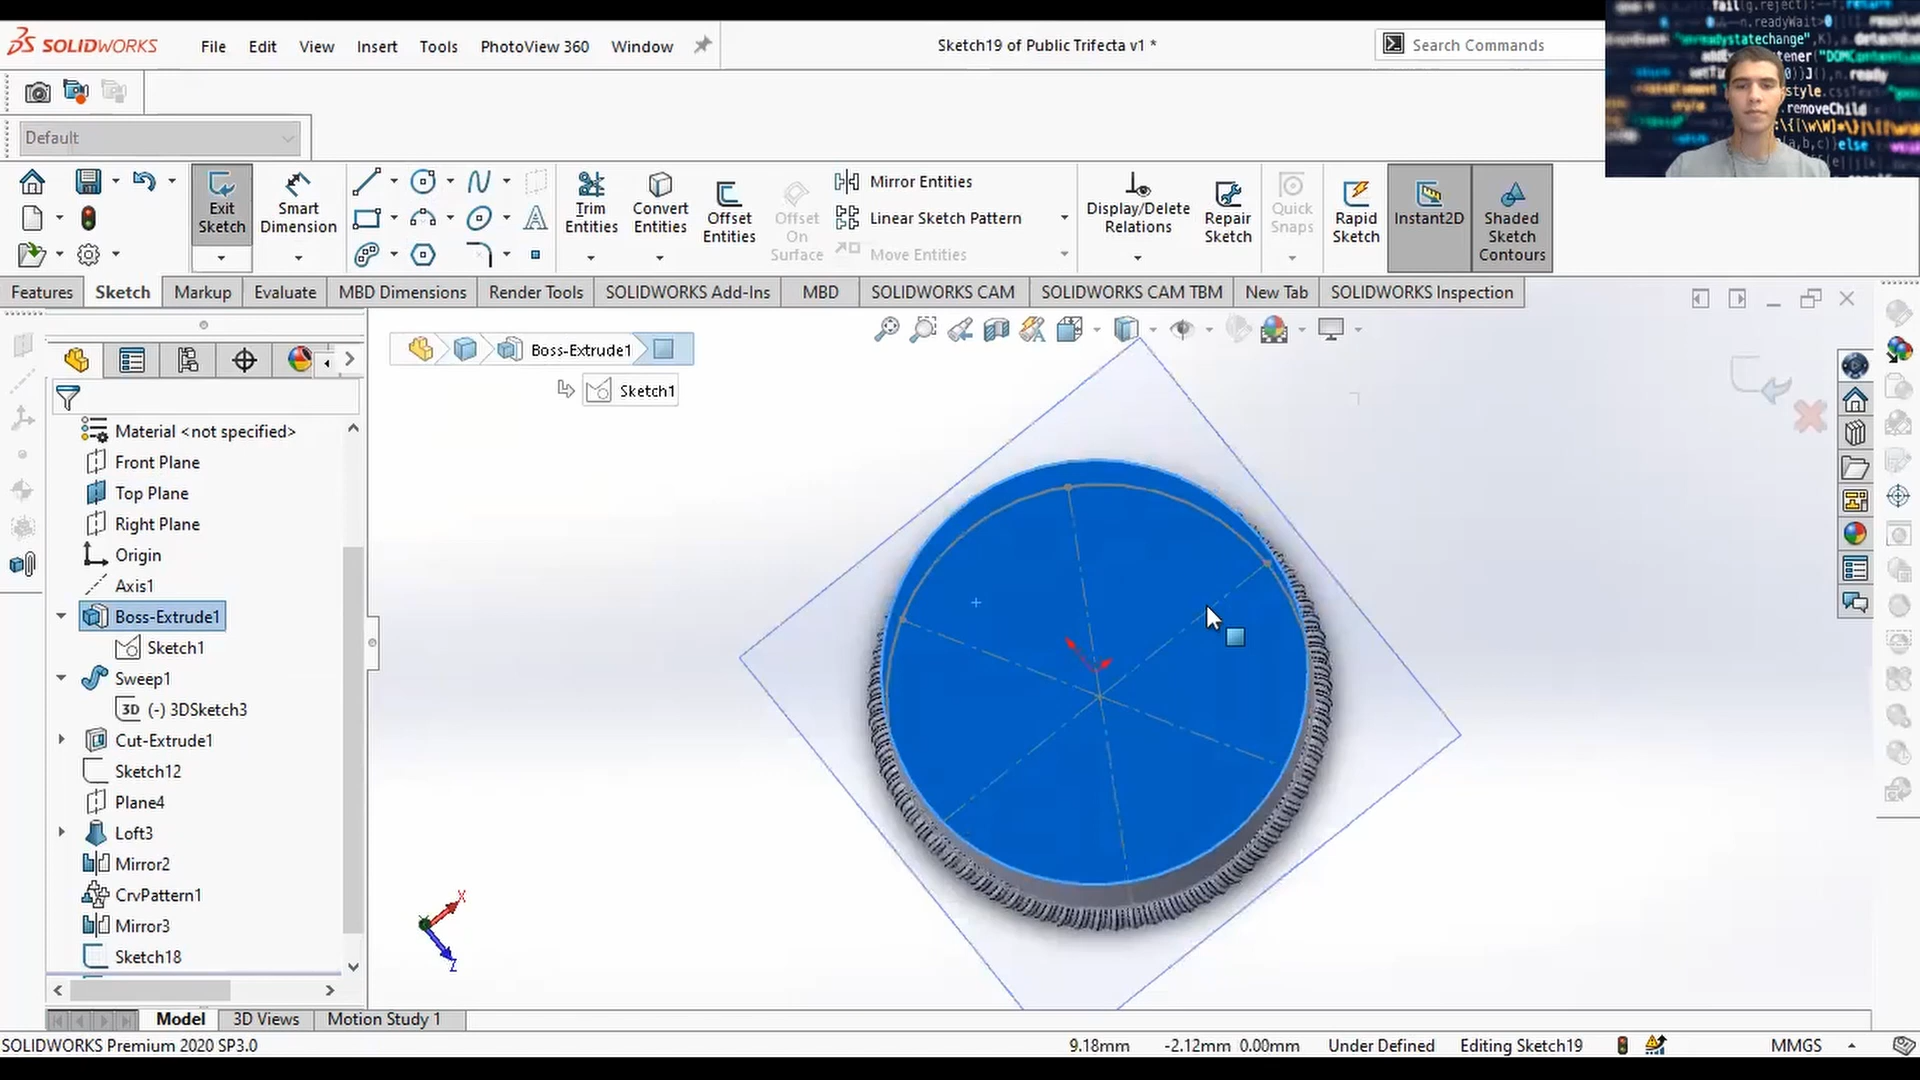 SOLIDWORKS
File Edit View Insert Tools PhotoView 360 Window
Sketch19 of Public Trifecta v1 *
Search Commands
Default
Exit Sketch
Smart Dimension
Trim Entities
Convert Entities
Offset Entities
Offset On Surface
Mirror Entities
Linear Sketch Pattern
Move Entities
Display/Delete Relations
Repair Sketch
Quick Snaps
Rapid Sketch
Instant2D
Shaded Sketch Contours
Features Sketch Markup Evaluate MBD Dimensions Render Tools SOLIDWORKS Add-Ins MBD SOLIDWORKS CAM SOLIDWORKS CAM TBM New Tab SOLIDWORKS Inspection
Boss-Extrude1
Sketch1
Material <not specified>
Front Plane
Top Plane
Right Plane
Origin
Axis1
Boss-Extrude1
Sketch1
Sweep1
3D (-) 3DSketch3
Cut-Extrude1
Sketch12
Plane4
Loft3
Mirror2
CrvPattern1
Mirror3
Sketch18
X
Z
Model 3D Views Motion Study 1
SOLIDWORKS Premium 2020 SP3.0
9.18mm -2.12mm 0.00mm Under Defined Editing Sketch19 MMGS